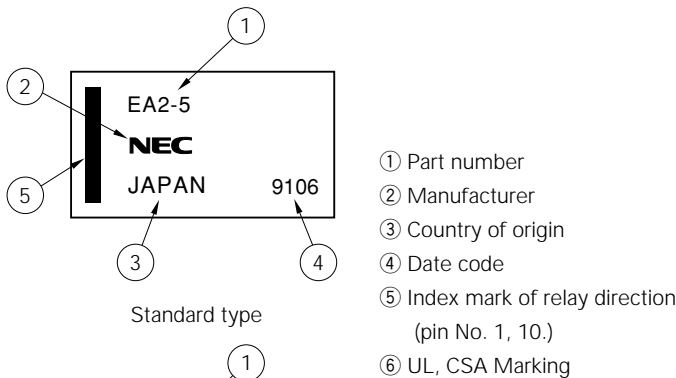 ①
②
EA2-5
NEC
JAPAN 9106
⑤
③
④
Standard type
① Part number
② Manufacturer
③ Country of origin
④ Date code
⑤ Index mark of relay direction
(pin No. 1, 10.)
⑥ UL, CSA Marking
①